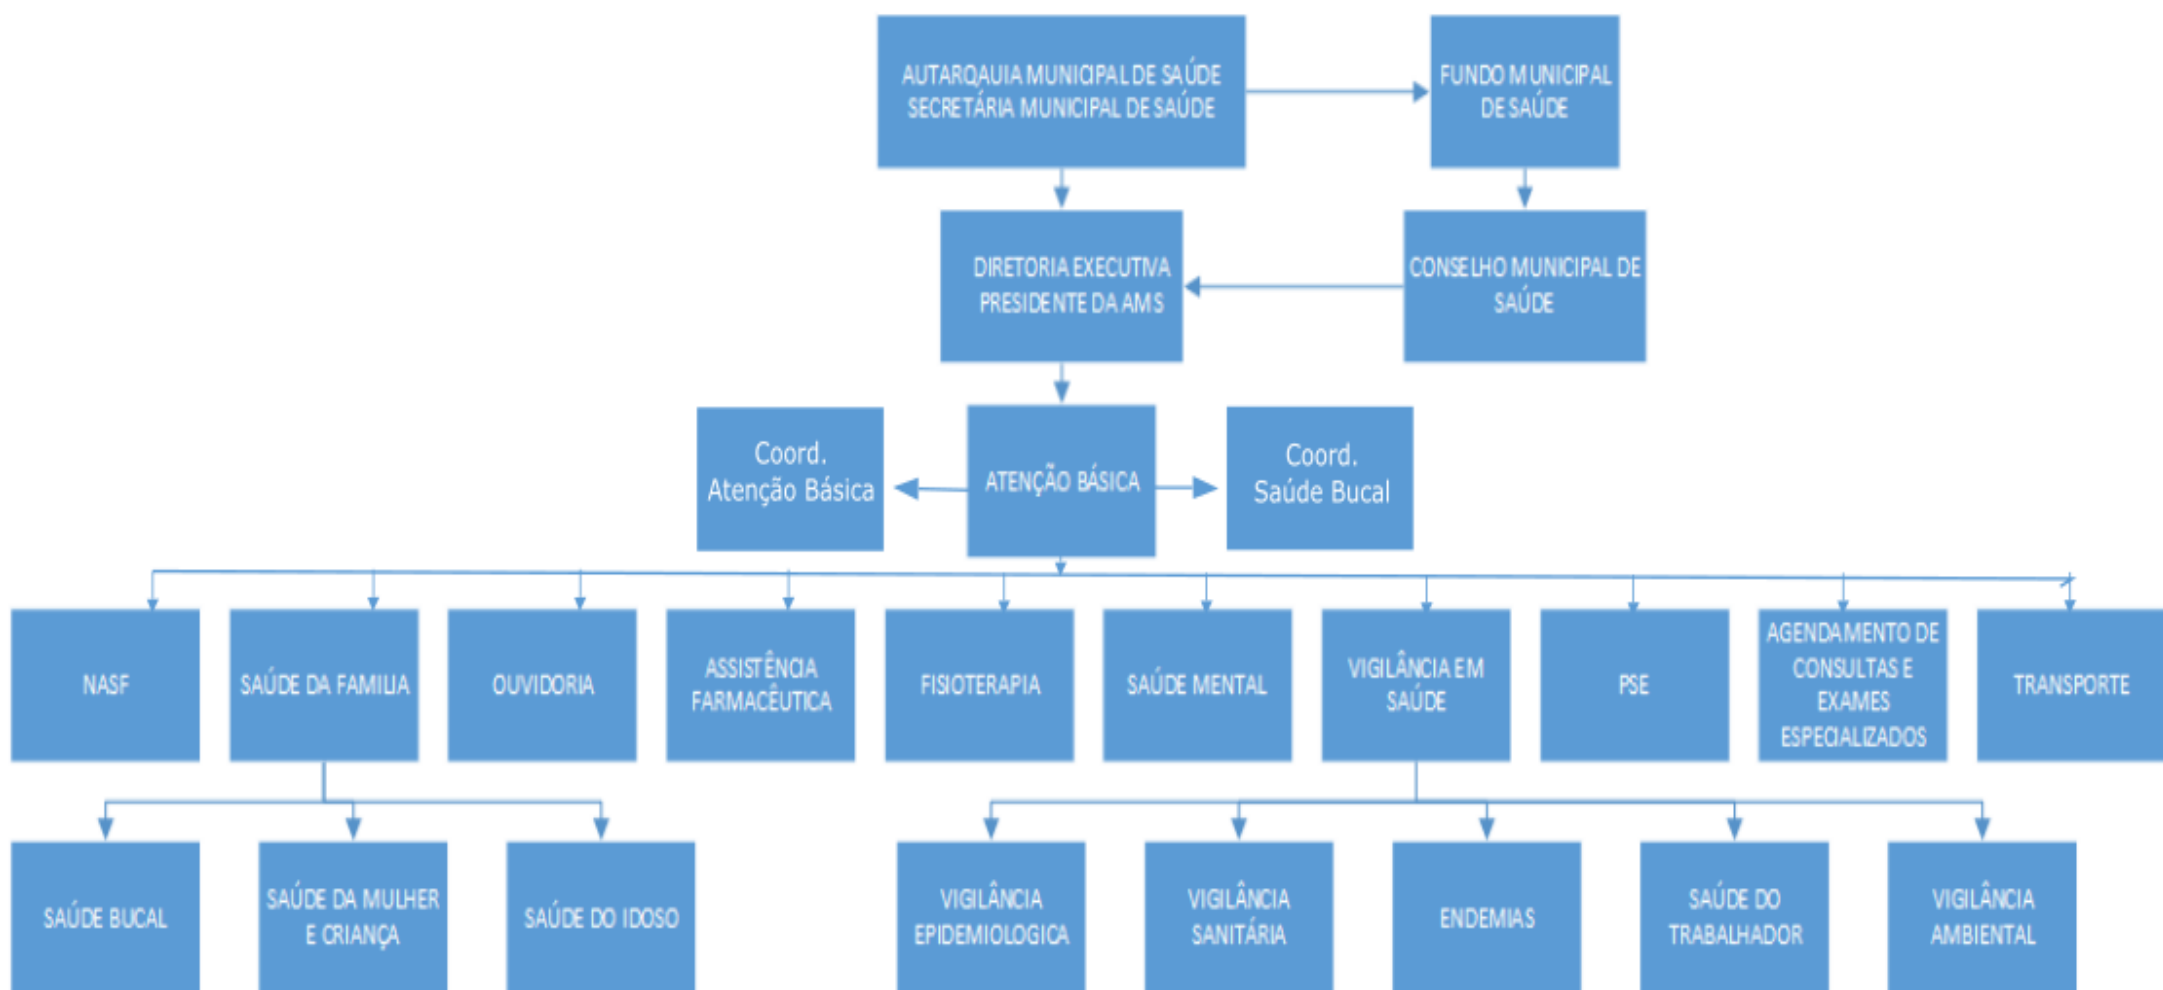 AUTARQAUIA MUNICIPAL DE SAÚDE
SECRETÁRIA MUNICIPAL DE SAÚDE
FUNDO MUNICIPAL
DE SAÚDE
DIRETORIA EXECUTIVA
PRESIDENTE DA AMS
CONSELHO MUNICIPAL DE
SAÚDE
Coord.
Atenção Básica
ATENÇÃO BÁSICA
Coord.
Saúde Bucal
NASF
SAÚDE DA FAMILIA
OUVIDORIA
ASSISTÊNCIA
FARMACÊUTICA
FISIOTERAPIA
SAÚDE MENTAL
VIGILÂNCIA EM
SAÚDE
PSE
AGENDAMENTO DE
CONSULTAS E
EXAMES
ESPECIALIZADOS
TRANSPORTE
SAÚDE BUCAL
SAÚDE DA MULHER
E CRIANÇA
SAÚDE DO IDOSO
VIGILÂNCIA
EPIDEMIOLOGICA
VIGILÂNCIA
SANITÁRIA
ENDEMIAS
SAÚDE DO
TRABALHADOR
VIGILÂNCIA
AMBIENTAL